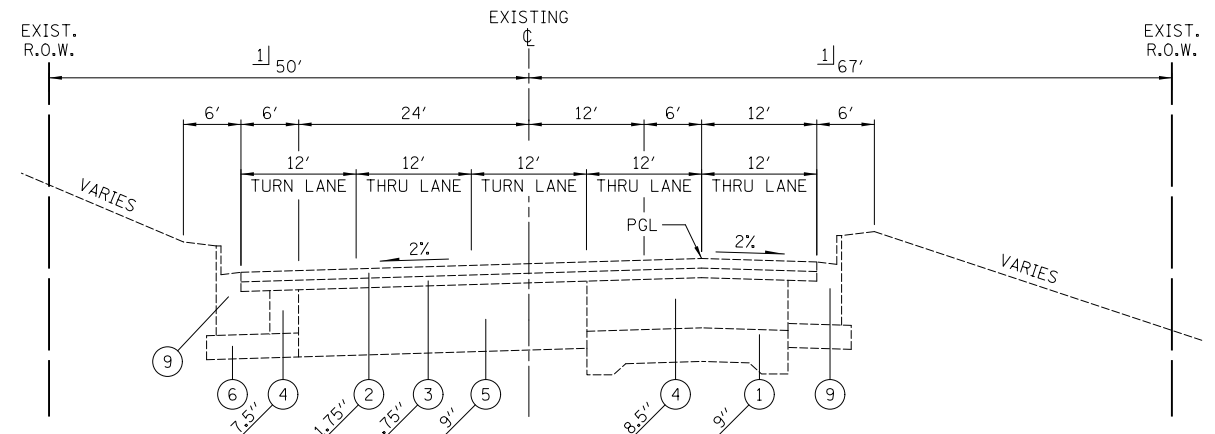 EXISTING
℄
EXIST.
R.O.W.
EXIST.
R.O.W.
1 50'
1 67'
6' 6' 24' 12' 6' 12' 6'
12' 12' 12' 12' 12'
TURN LANE THRU LANE TURN LANE THRU LANE THRU LANE
VARIES
PGL
2% 2%
VARIES
9
6 4 2 3 5 4 1 9
7.5" 1.75" .75" 9" 8.5" 9"